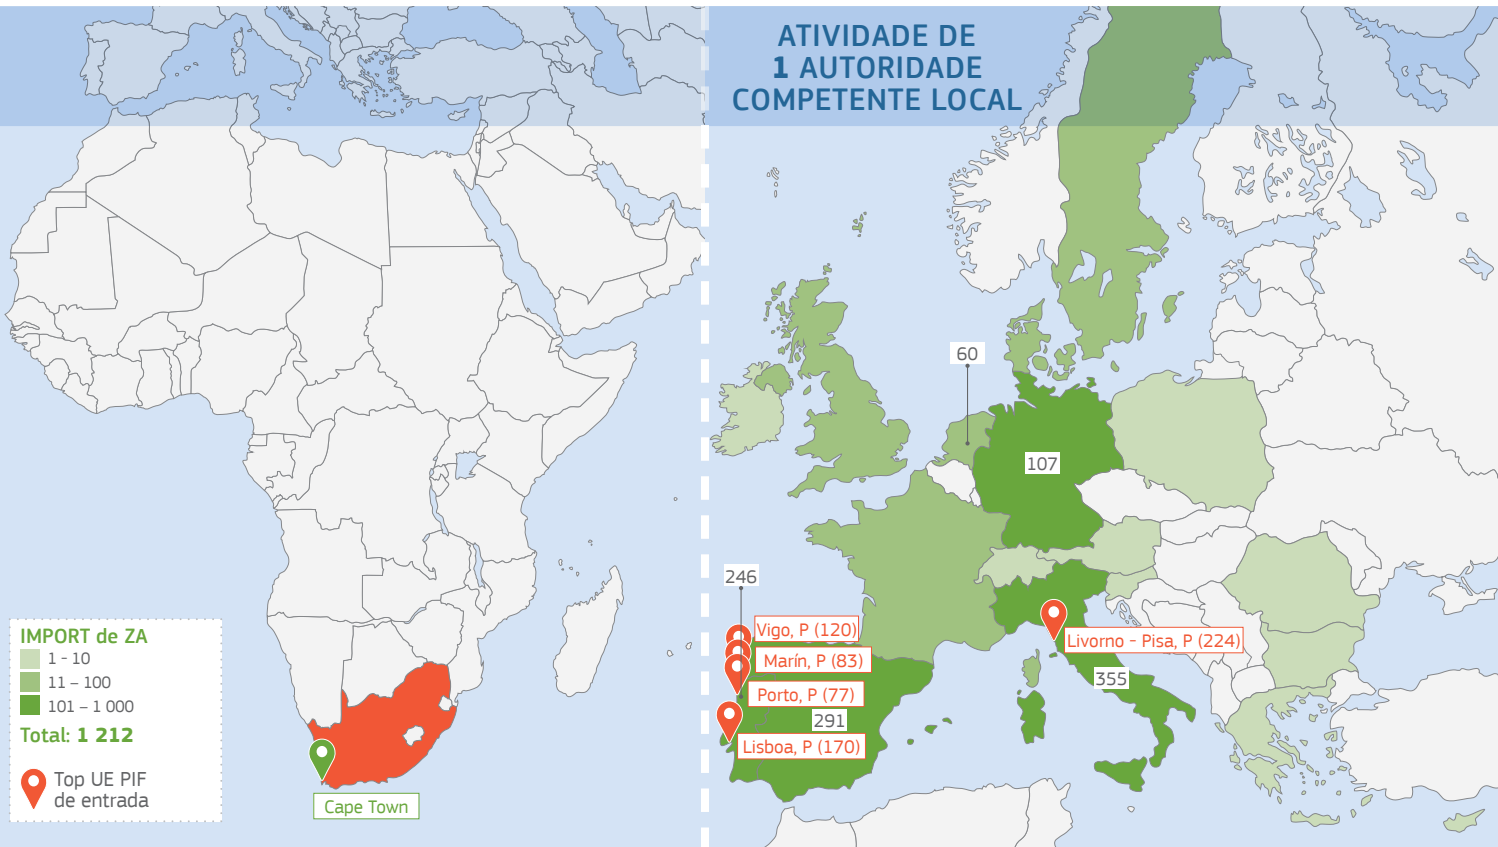 ATIVIDADE DE
1 AUTORIDADE
COMPETENTE LOCAL
60
107
246
Vigo, P (120)
Marín, P (83)
Porto, P (77)
291
Lisboa, P (170)
Livorno - Pisa, P (224)
355
IMPORT de ZA
1 - 10
11 – 100
101 – 1 000
Total: 1 212
Top UE PIF
de entrada
Cape Town